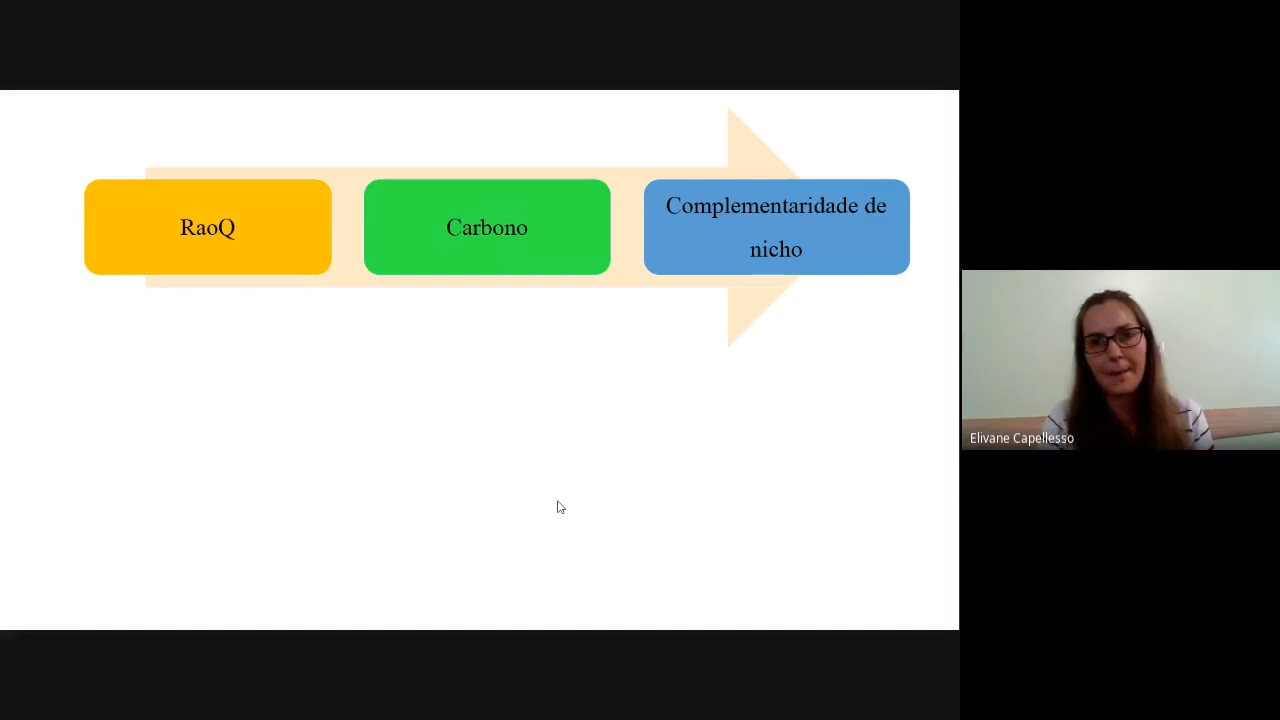 RaoQ
Carbono
Complementaridade de
nicho
Elivane Capellesso